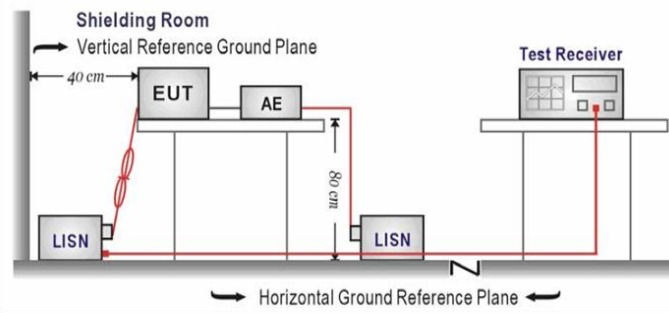 Shielding Room
Vertical Reference Ground Plane
40 cm
Test Receiver
EUT
AE
80 cm
LISN
LISN
Horizontal Ground Reference Plane